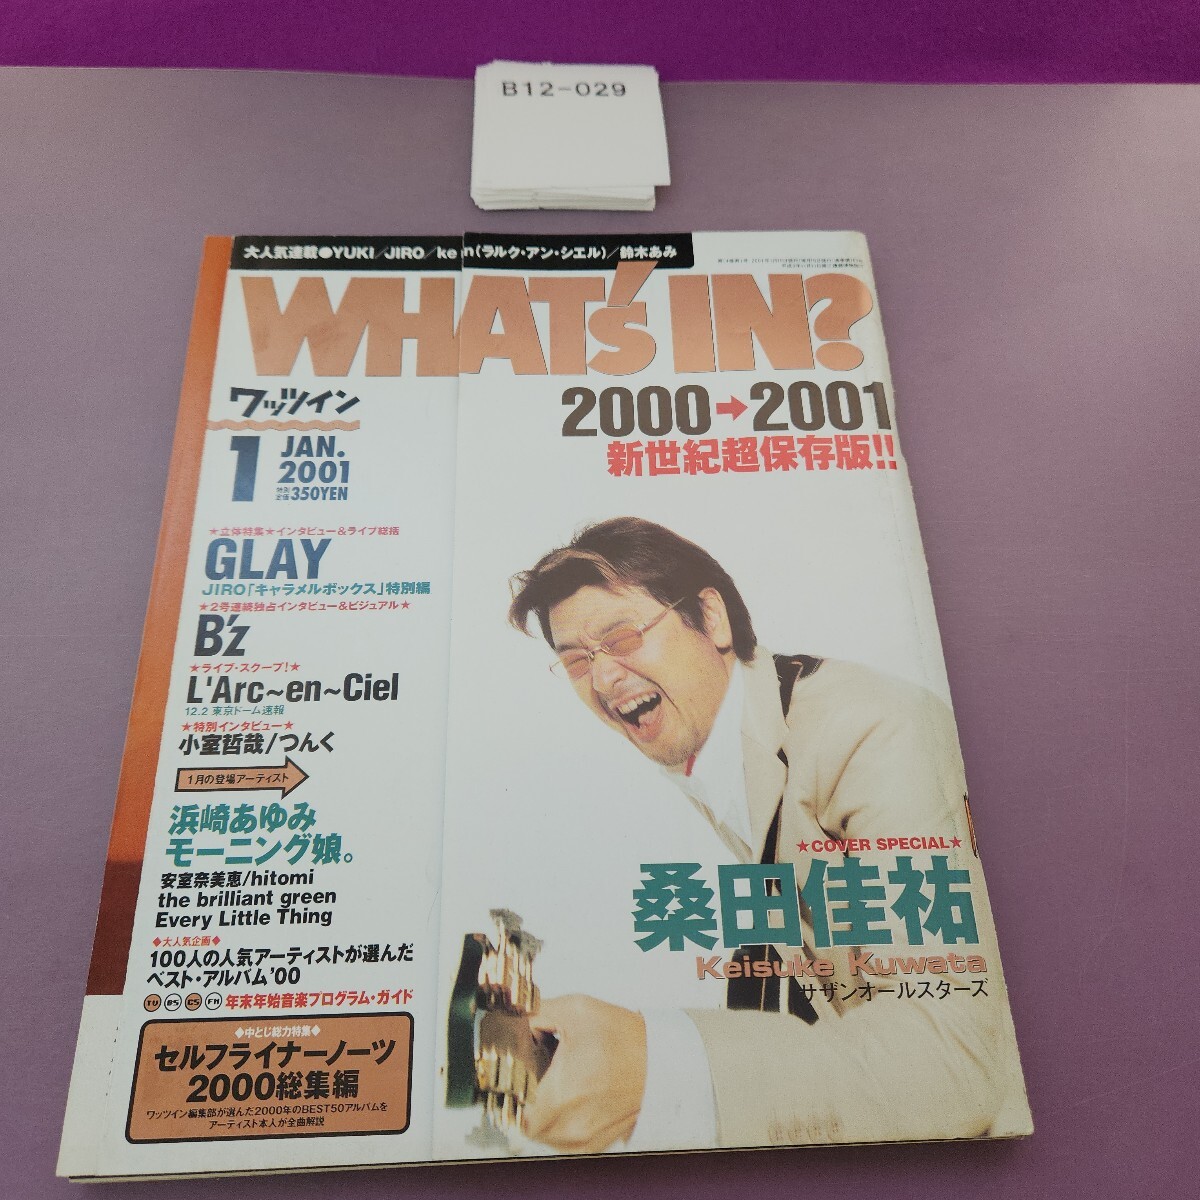 B12-029
大人気連載●YUKI/JIRO/ken(ラルク・アン・シエル)/鈴木あみ
WHAT's IN?
ワッツイン
1
JAN.
2001
特別定価350YEN
2000→2001
新世紀超保存版!!
★立体特集★インタビュー&ライブ総括
GLAY
JIRO「キャラメルボックス」特別編
★2号連続独占インタビュー&ビジュアル★
B'z
★ライブ・スクープ!★
L'Arc~en~Ciel
12.2 東京ドーム速報
★特別インタビュー★
小室哲哉/つんく
1月の登場アーティスト
浜崎あゆみ
モーニング娘。
安室奈美恵/hitomi
the brilliant green
Every Little Thing
◆大人気企画◆
100人の人気アーティストが選んだ
ベスト・アルバム'00
TV BS CS FM 年末年始音楽プログラム・ガイド
◆中とじ総力特集◆
セルフライナーノーツ
2000総集編
ワッツイン編集部が選んだ2000年のBEST50アルバムを
アーティスト本人が全曲解説
★COVER SPECIAL★
桑田佳祐
Keisuke Kuwata
サザンオールスターズ